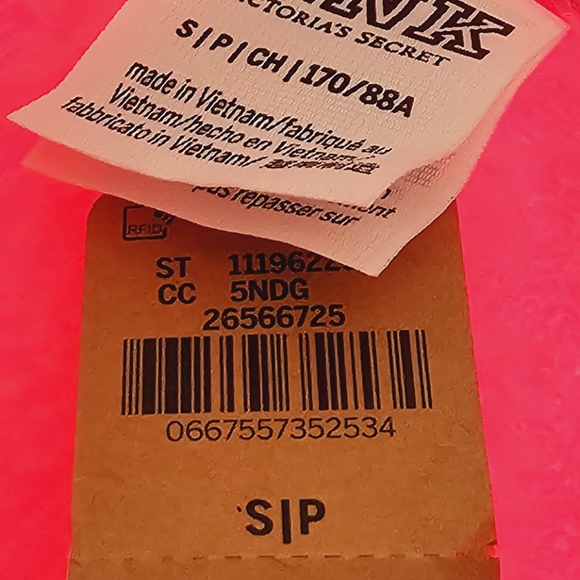 PINK
VICTORIA'S SECRET
S|P|CH|170/88A
made in Vietnam/fabriqué au
Vietnam/hecho en Vietnam/
fabbricato in Vietnam/
pas repasser sur
RFID
ST 1119622
CC 5NDG
26566725
0667557352534
S|P